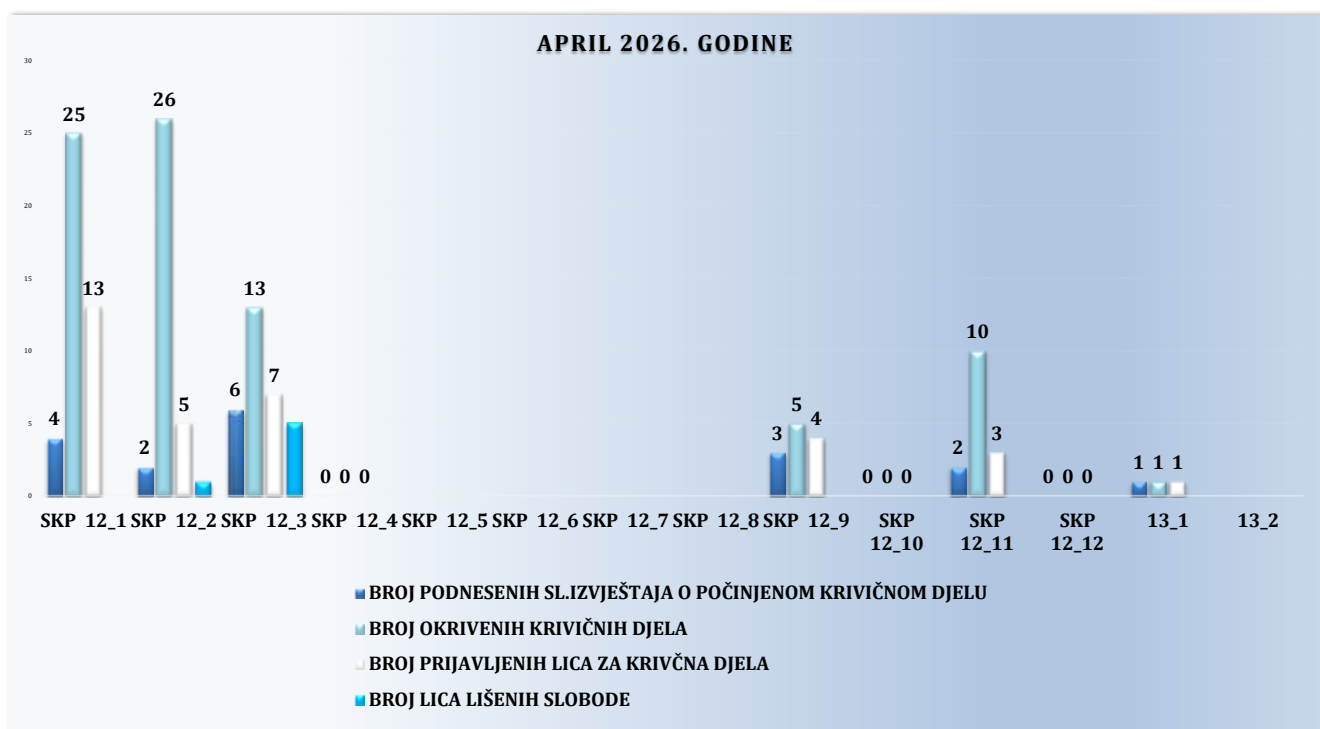 APRIL 2026. GODINE
30
25
20
15
10
5
0
4 25 13
2 26 5
6 13 7
0 0 0
3 5 4
0 0 0
2 10 3
0 0 0
1 1 1
SKP 12_1 SKP 12_2 SKP 12_3 SKP 12_4 SKP 12_5 SKP 12_6 SKP 12_7 SKP 12_8 SKP 12_9 SKP 12_10 SKP 12_11 SKP 12_12 13_1 13_2
BROJ PODNESENIH SL.IZVJEŠTAJA O POČINJENOM KRIVIČNOM DJELU
BROJ OKRIVENIH KRIVIČNIH DJELA
BROJ PRIJAVLJENIH LICA ZA KRIVČNA DJELA
BROJ LICA LIŠENIH SLOBODE